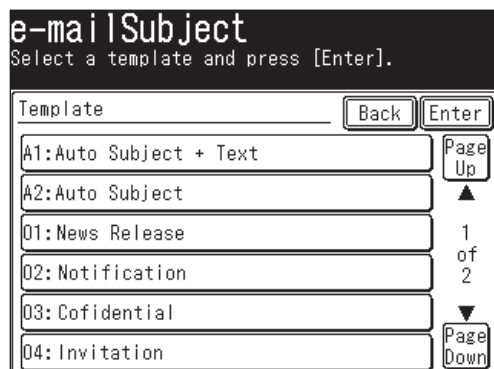 e-mailSubject
Select a template and press [Enter].
Template
Back
Enter
A1:Auto Subject + Text
A2:Auto Subject
01:News Release
02:Notification
03:Cofidential
04:Invitation
Page
Up
1
of
2
Page
Down